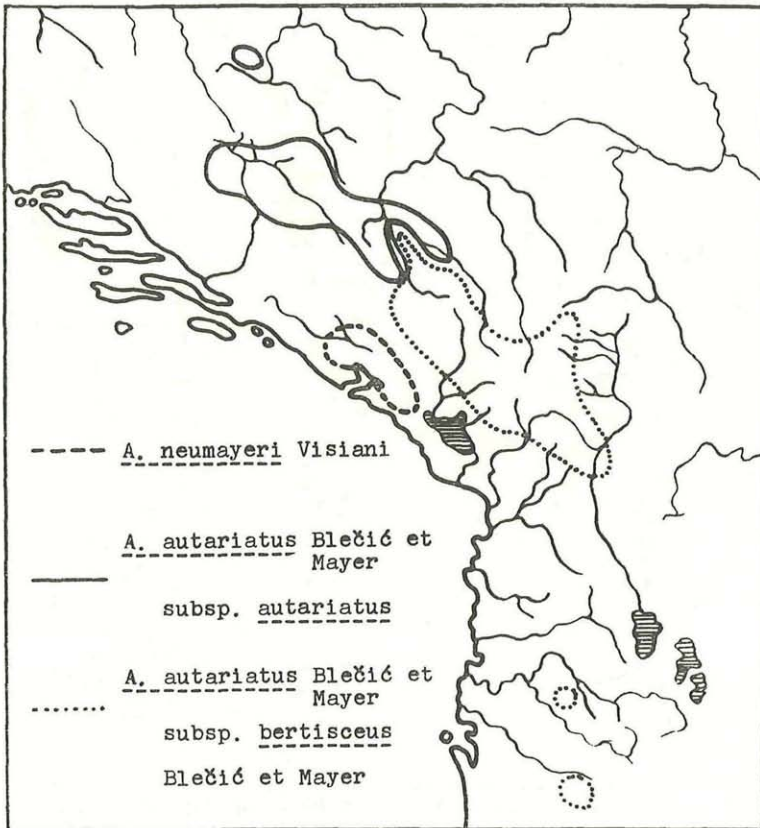 A. neumayeri Visiani
A. autariatus Blečić et
Mayer
subsp. autariatus
A. autariatus Blečić et
Mayer
subsp. bertisceus
Blečić et Mayer